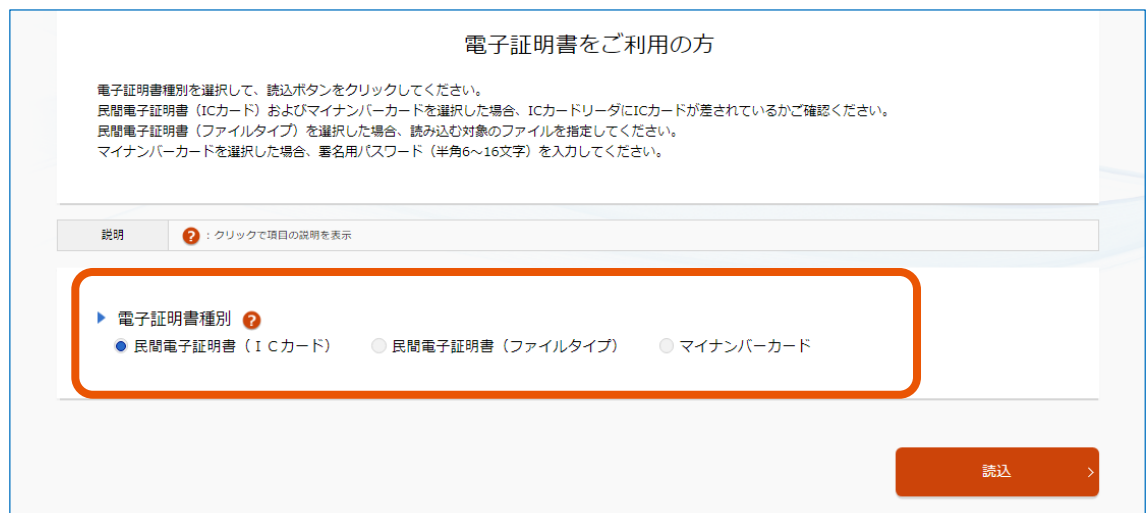 電子証明書をご利用の方
電子証明書種別を選択して、読込ボタンをクリックしてください。
民間電子証明書（ICカード）およびマイナンバーカードを選択した場合、ICカードリーダにICカードが差されているかご確認ください。
民間電子証明書（ファイルタイプ）を選択した場合、読み込む対象のファイルを指定してください。
マイナンバーカードを選択した場合、署名用パスワード（半角6～16文字）を入力してください。
説明 ? ：クリックで項目の説明を表示
電子証明書種別 ?
民間電子証明書（ＩＣカード） 民間電子証明書（ファイルタイプ） マイナンバーカード
読込